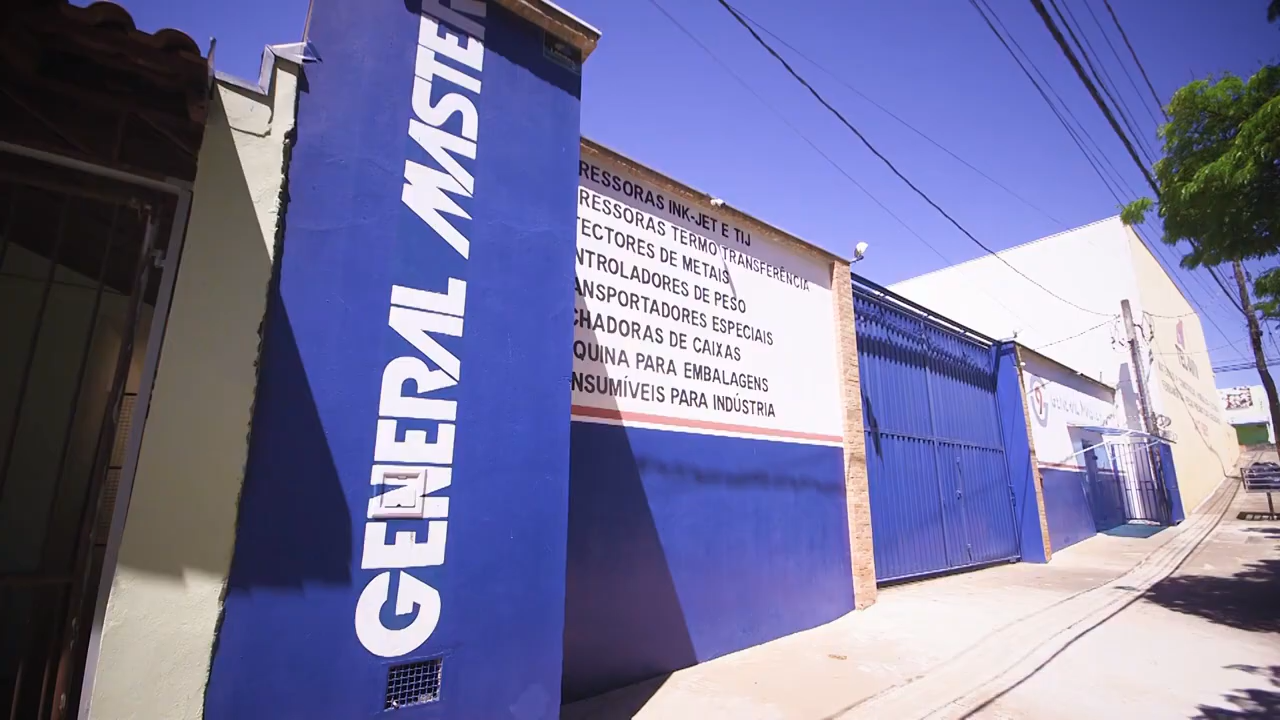 GENERAL MASTER
RESSORAS INK-JET E TIJ
RESSORAS TERMO TRANSFERÊNCIA
TECTORES DE METAIS
NTROLADORES DE PESO
ANSPORTADORES ESPECIAIS
CHADORAS DE CAIXAS
QUINA PARA EMBALAGENS
NSUMÍVEIS PARA INDÚSTRIA